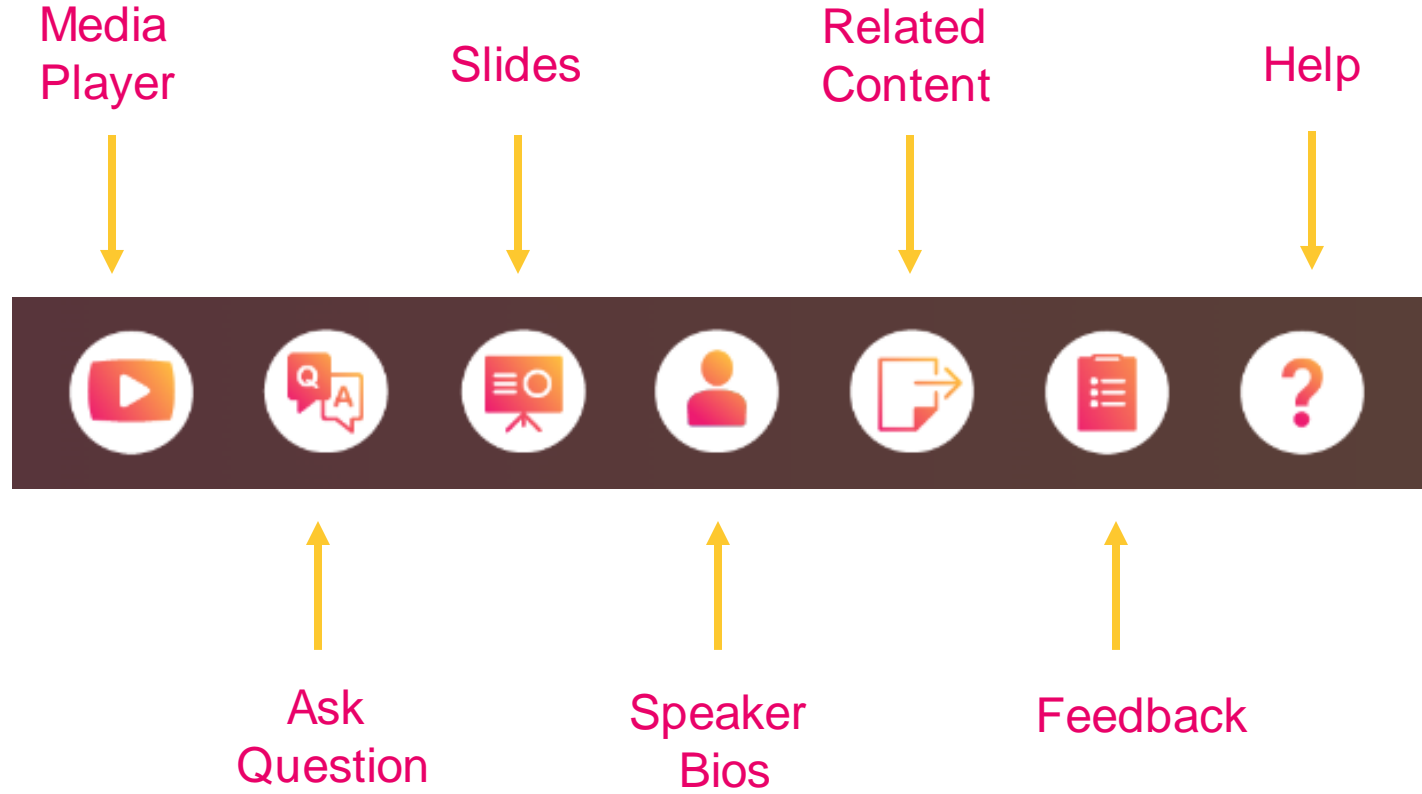 Media
Player
Slides
Related
Content
Help
Q
A
?
Ask
Question
Speaker
Bios
Feedback